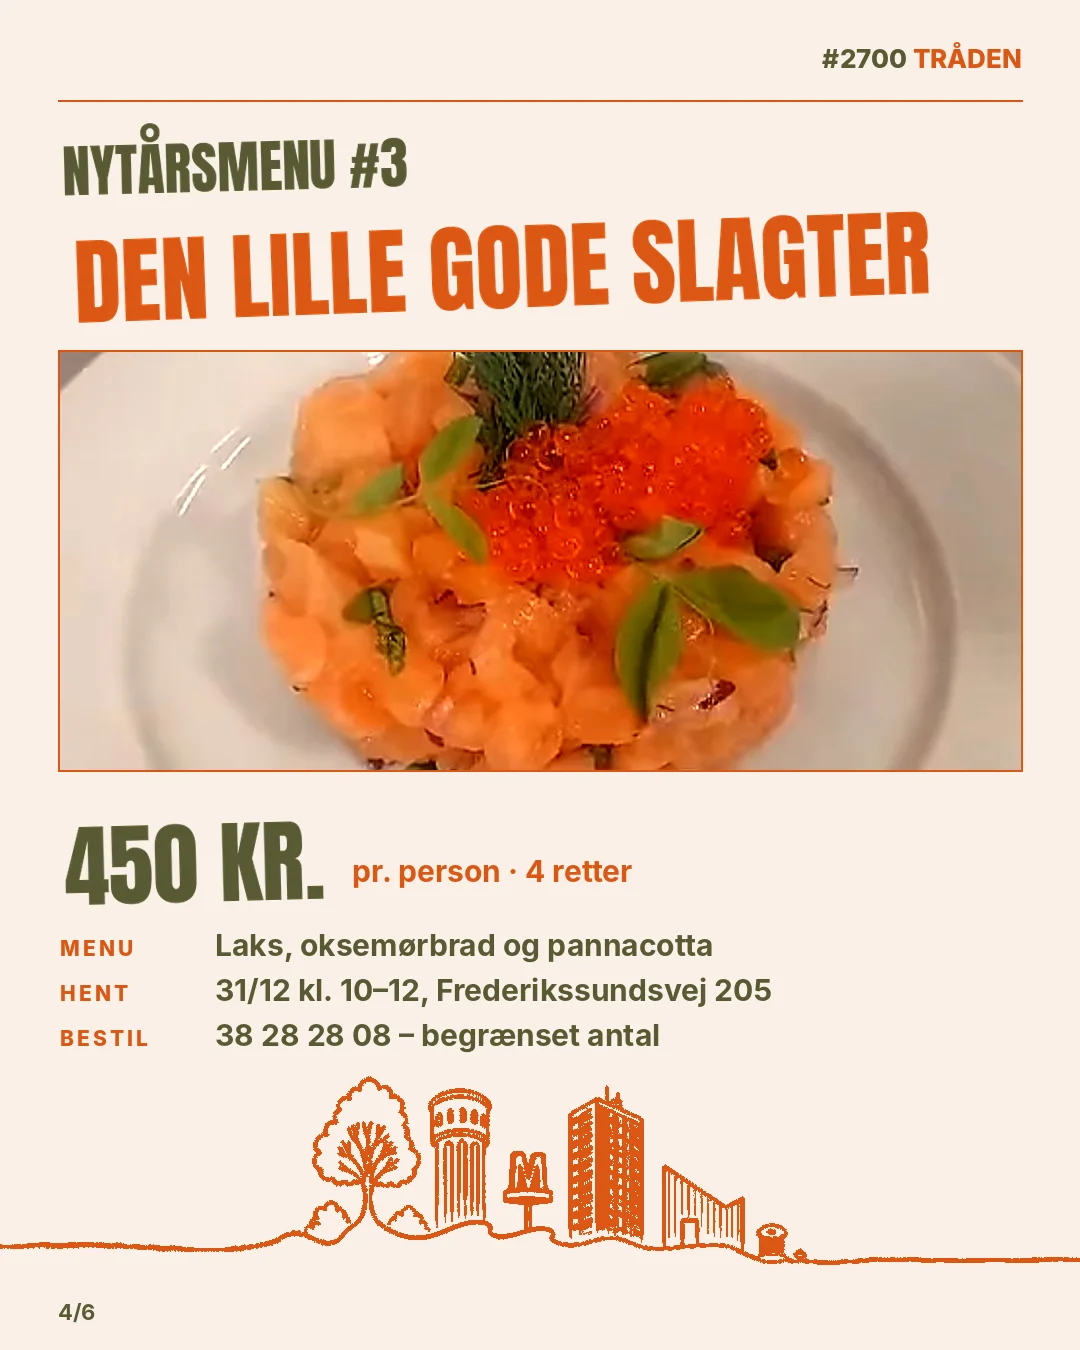 #2700 TRÅDEN
NYTÅRSMENU #3
DEN LILLE GODE SLAGTER
450 KR. pr. person · 4 retter
MENU Laks, oksemørbrad og pannacotta
HENT 31/12 kl. 10–12, Frederikssundsvej 205
BESTIL 38 28 28 08 – begrænset antal
M
4/6